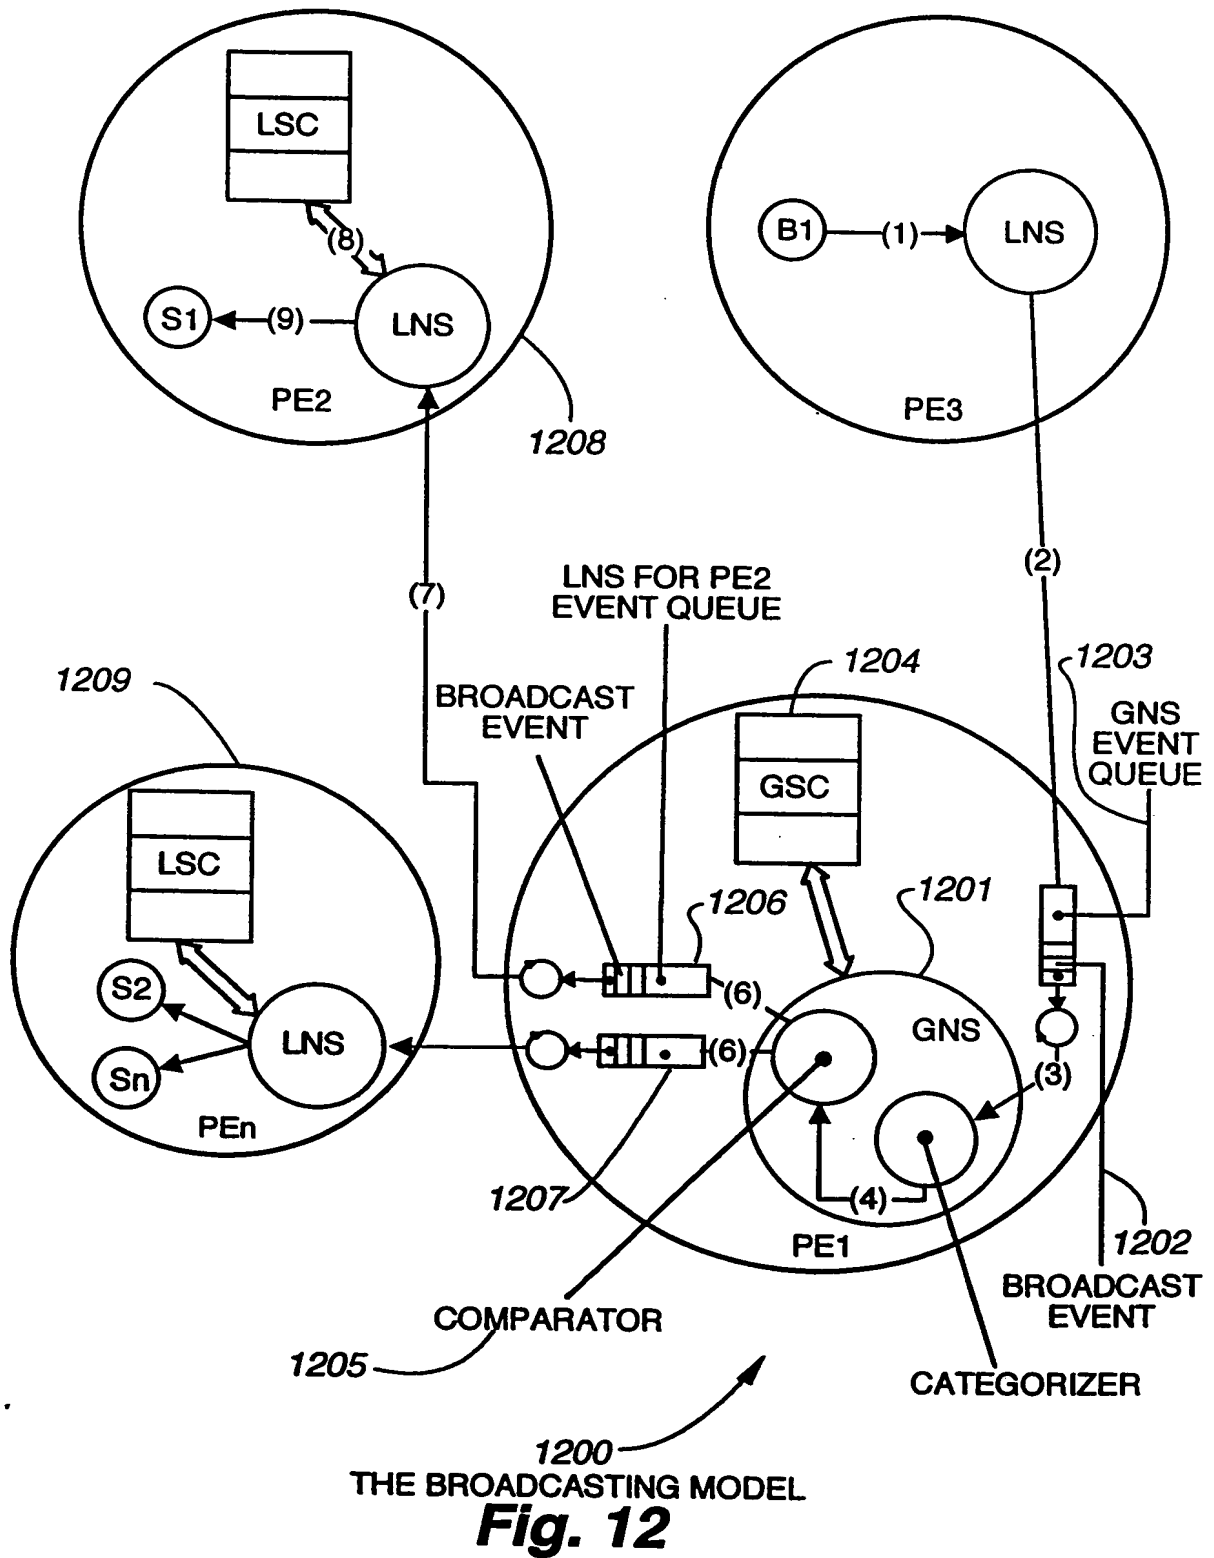 LSC
(8)
S1
(9)
LNS
PE2
1208
B1
(1)
LNS
PE3
(2)
(7)
LNS FOR PE2
EVENT QUEUE
BROADCAST
EVENT
1209
LSC
S2
Sn
LNS
PEn
1204
GSC
1203
GNS
EVENT
QUEUE
1206
1201
(6)
(6)
GNS
(3)
(4)
1207
PE1
1202
BROADCAST
EVENT
COMPARATOR
1205
CATEGORIZER
1200
THE BROADCASTING MODEL
Fig. 12